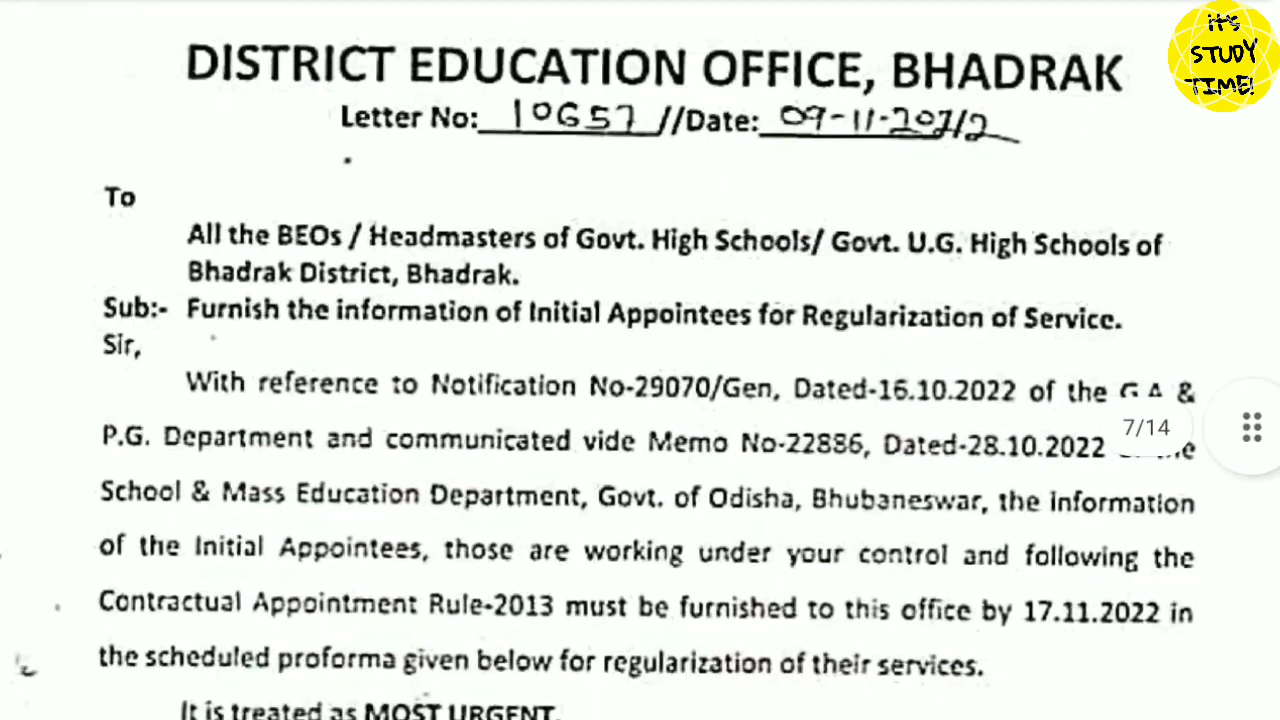 DISTRICT EDUCATION OFFICE, BHADRAK
IT'S
STUDY
TIME!
Letter No: 10657 //Date: 09-11-2022
To
All the BEOs / Headmasters of Govt. High Schools/ Govt. U.G. High Schools of
Bhadrak District, Bhadrak.
Sub:- Furnish the information of Initial Appointees for Regularization of Service.
Sir,
With reference to Notification No-29070/Gen, Dated-16.10.2022 of the G A &
7/14
P.G. Department and communicated vide Memo No-22886, Dated-28.10.2022
School & Mass Education Department, Govt. of Odisha, Bhubaneswar, the information
of the Initial Appointees, those are working under your control and following the
Contractual Appointment Rule-2013 must be furnished to this office by 17.11.2022 in
the scheduled proforma given below for regularization of their services.
It is treated as MOST URGENT.